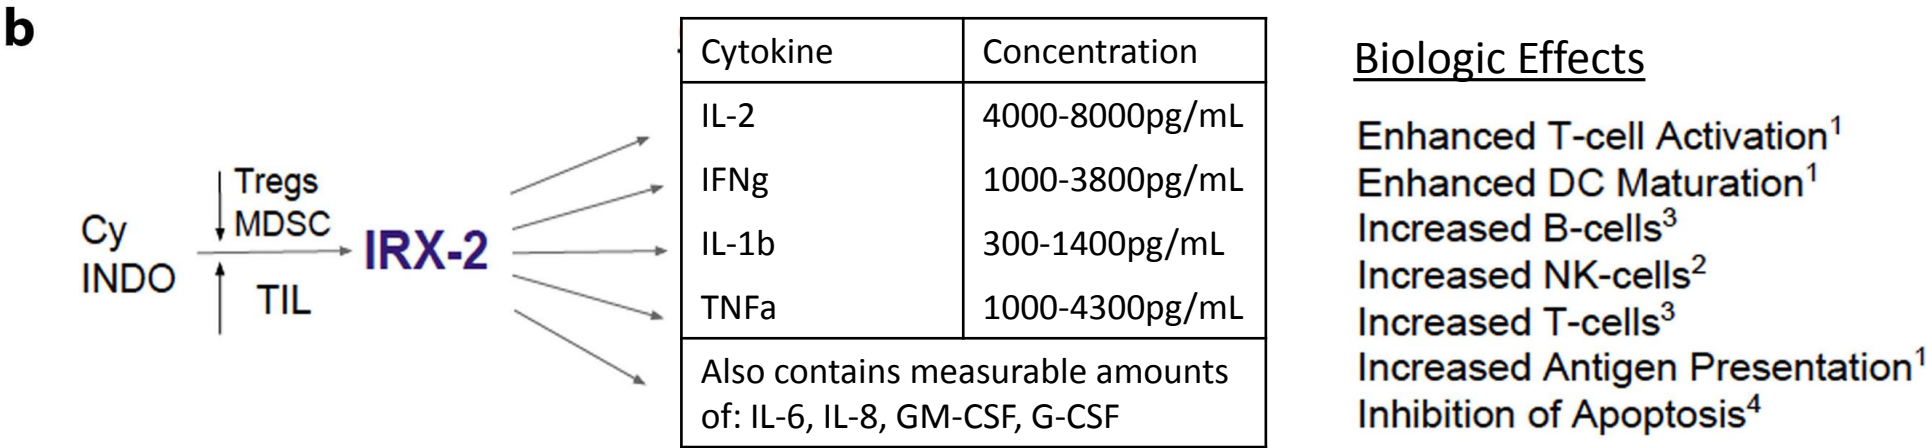 b
Cy
INDO
Tregs
MDSC
TIL
IRX-2
Cytokine Concentration
IL-2 4000-8000pg/mL
IFNg 1000-3800pg/mL
IL-1b 300-1400pg/mL
TNFa 1000-4300pg/mL
Also contains measurable amounts
of: IL-6, IL-8, GM-CSF, G-CSF
Biologic Effects
Enhanced T-cell Activation¹
Enhanced DC Maturation¹
Increased B-cells³
Increased NK-cells²
Increased T-cells³
Increased Antigen Presentation¹
Inhibition of Apoptosis⁴